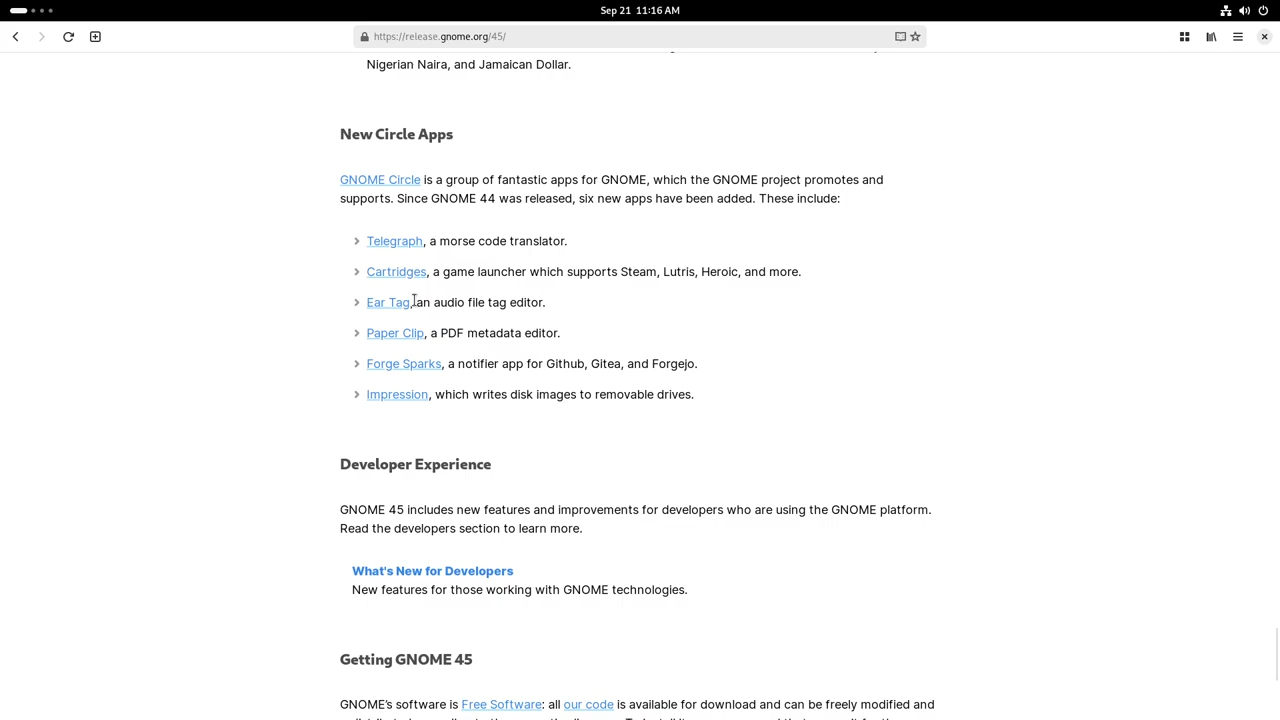 Sep 21 11:16 AM
https://release.gnome.org/45/
Nigerian Naira, and Jamaican Dollar.
New Circle Apps
GNOME Circle is a group of fantastic apps for GNOME, which the GNOME project promotes and
supports. Since GNOME 44 was released, six new apps have been added. These include:
Telegraph, a morse code translator.
Cartridges, a game launcher which supports Steam, Lutris, Heroic, and more.
Ear Tag, an audio file tag editor.
Paper Clip, a PDF metadata editor.
Forge Sparks, a notifier app for Github, Gitea, and Forgejo.
Impression, which writes disk images to removable drives.
Developer Experience
GNOME 45 includes new features and improvements for developers who are using the GNOME platform.
Read the developers section to learn more.
What's New for Developers
New features for those working with GNOME technologies.
Getting GNOME 45
GNOME's software is Free Software: all our code is available for download and can be freely modified and